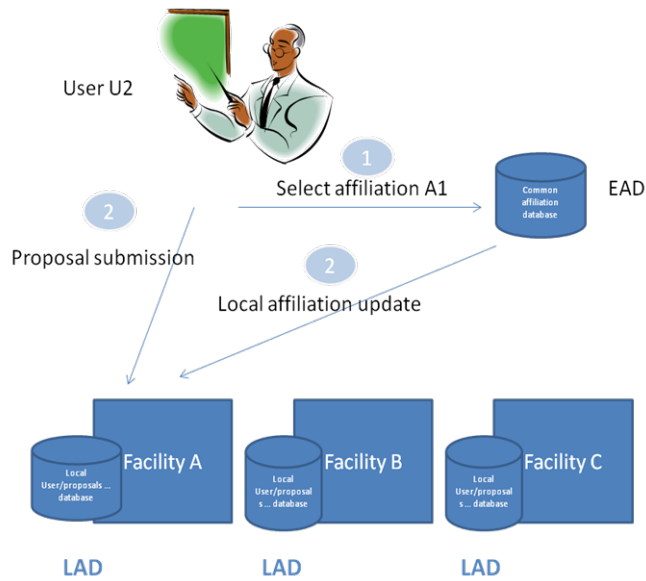 User U2
1
Select affiliation A1
Common
affiliation
database
EAD
2
Proposal submission
2
Local affiliation update
Facility A
Local
User/proposals ...
database
Facility B
Local
User/proposal
s ... database
Facility C
Local
User/proposal
s ... database
LAD
LAD
LAD